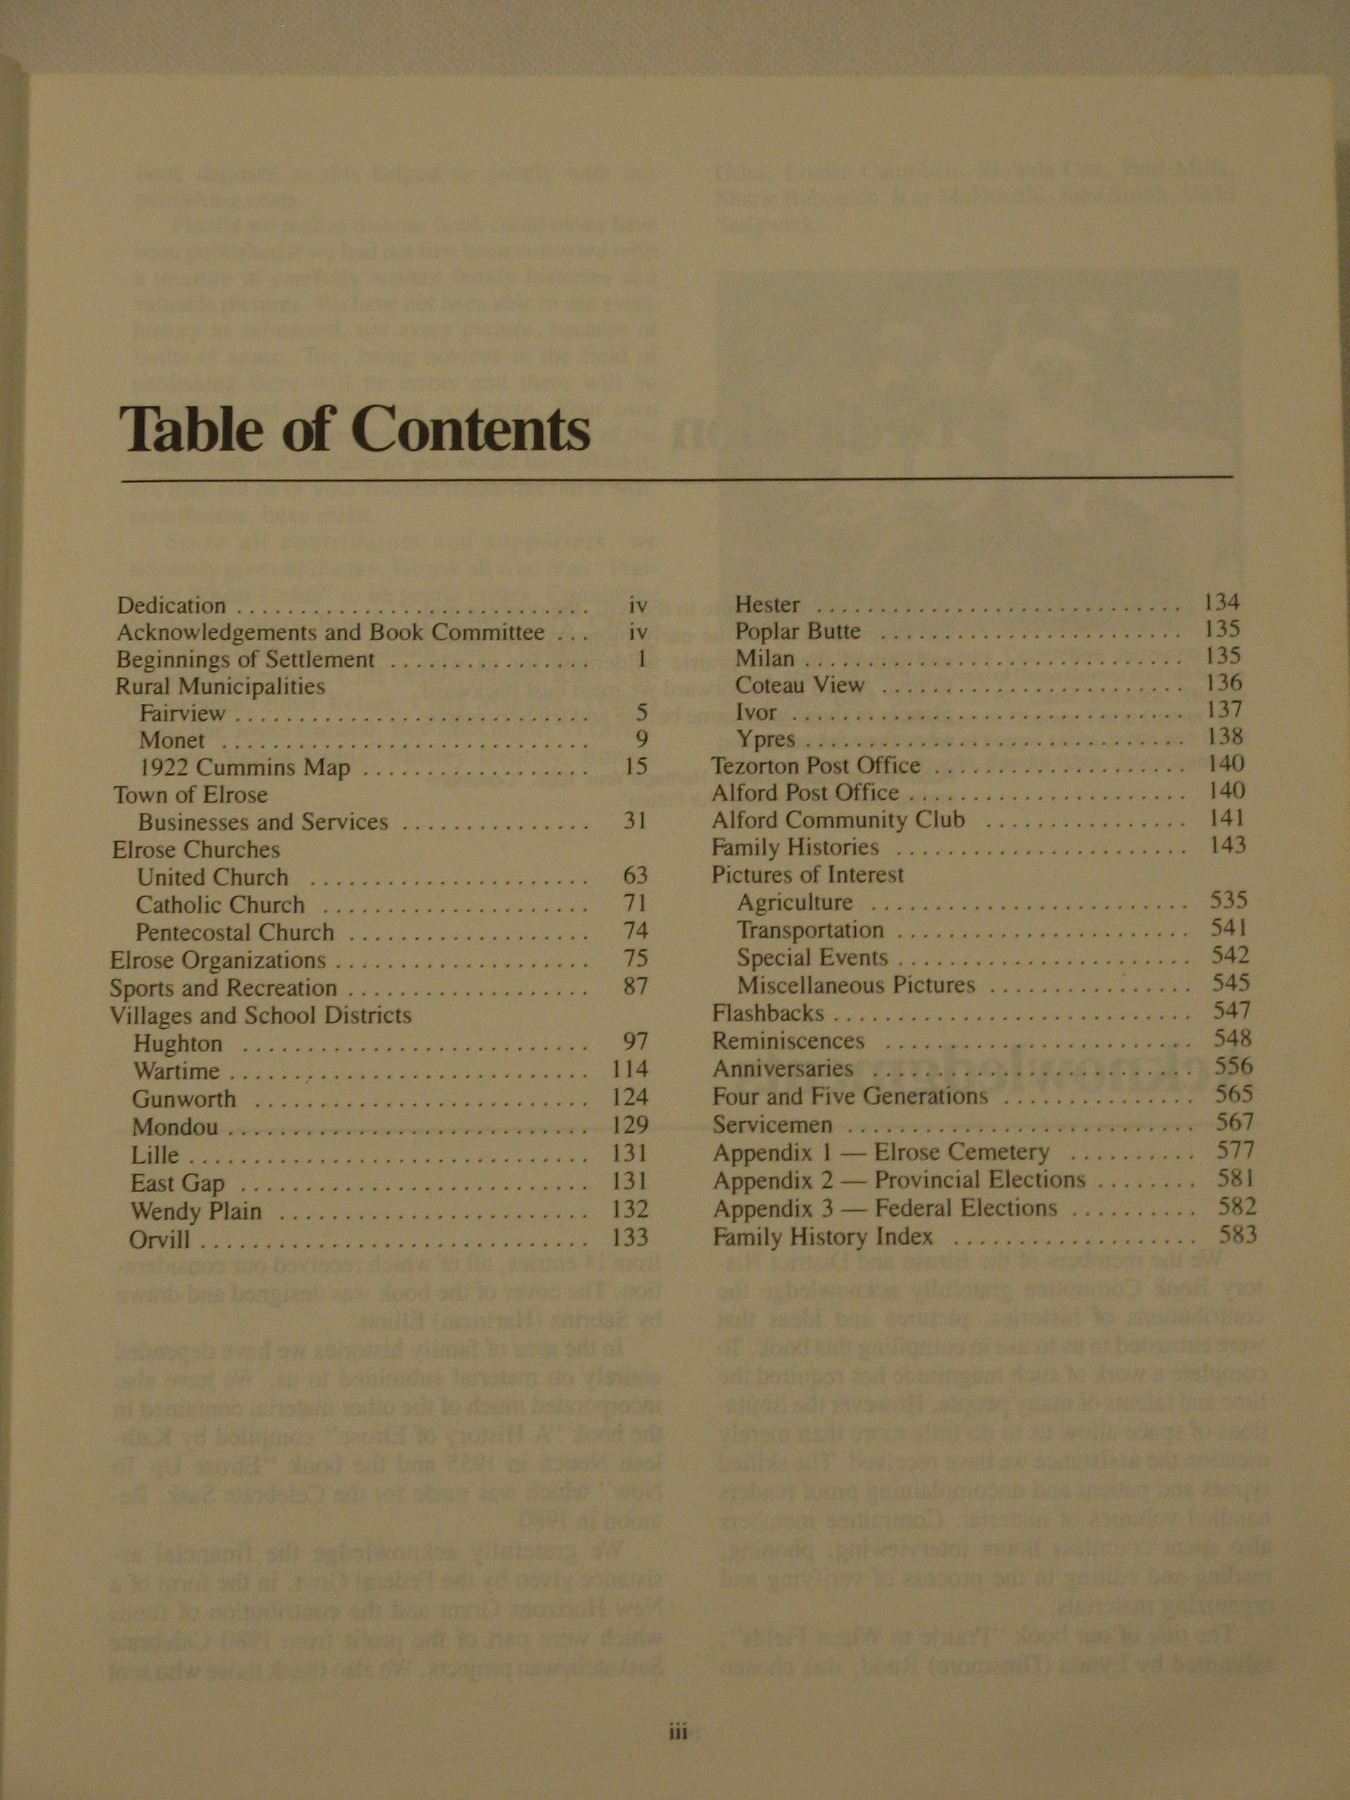 Table of Contents
Dedication . . . . . . . . . . . . . . . . . . . . . . . . . . . . iv
Acknowledgements and Book Committee . . . iv
Beginnings of Settlement . . . . . . . . . . . . . . . . 1
Rural Municipalities
Fairview . . . . . . . . . . . . . . . . . . . . . . . . . . . . 5
Monet . . . . . . . . . . . . . . . . . . . . . . . . . . . . . 9
1922 Cummins Map . . . . . . . . . . . . . . . . . . 15
Town of Elrose
Businesses and Services . . . . . . . . . . . . . . . 31
Elrose Churches
United Church . . . . . . . . . . . . . . . . . . . . . . 63
Catholic Church . . . . . . . . . . . . . . . . . . . . . 71
Pentecostal Church . . . . . . . . . . . . . . . . . . . 74
Elrose Organizations . . . . . . . . . . . . . . . . . . . . 75
Sports and Recreation . . . . . . . . . . . . . . . . . . . 87
Villages and School Districts
Hughton . . . . . . . . . . . . . . . . . . . . . . . . . . . 97
Wartime . . . . . . . . . . . . . . . . . . . . . . . . . . . . 114
Gunworth . . . . . . . . . . . . . . . . . . . . . . . . . . 124
Mondou . . . . . . . . . . . . . . . . . . . . . . . . . . . . 129
Lille . . . . . . . . . . . . . . . . . . . . . . . . . . . . . . . 131
East Gap . . . . . . . . . . . . . . . . . . . . . . . . . . . 131
Wendy Plain . . . . . . . . . . . . . . . . . . . . . . . . 132
Orvill . . . . . . . . . . . . . . . . . . . . . . . . . . . . . . 133
Hester . . . . . . . . . . . . . . . . . . . . . . . . . . . . . 134
Poplar Butte . . . . . . . . . . . . . . . . . . . . . . . . 135
Milan . . . . . . . . . . . . . . . . . . . . . . . . . . . . . . 135
Coteau View . . . . . . . . . . . . . . . . . . . . . . . . 136
Ivor . . . . . . . . . . . . . . . . . . . . . . . . . . . . . . . 137
Ypres . . . . . . . . . . . . . . . . . . . . . . . . . . . . . . 138
Tezorton Post Office . . . . . . . . . . . . . . . . . . . . 140
Alford Post Office . . . . . . . . . . . . . . . . . . . . . . 140
Alford Community Club . . . . . . . . . . . . . . . . 141
Family Histories . . . . . . . . . . . . . . . . . . . . . . . 143
Pictures of Interest
Agriculture . . . . . . . . . . . . . . . . . . . . . . . . . 535
Transportation . . . . . . . . . . . . . . . . . . . . . . . 541
Special Events . . . . . . . . . . . . . . . . . . . . . . . 542
Miscellaneous Pictures . . . . . . . . . . . . . . . . 545
Flashbacks . . . . . . . . . . . . . . . . . . . . . . . . . . . . 547
Reminiscences . . . . . . . . . . . . . . . . . . . . . . . . 548
Anniversaries . . . . . . . . . . . . . . . . . . . . . . . . . 556
Four and Five Generations . . . . . . . . . . . . . . . 565
Servicemen . . . . . . . . . . . . . . . . . . . . . . . . . . . 567
Appendix 1 — Elrose Cemetery . . . . . . . . . . 577
Appendix 2 — Provincial Elections . . . . . . . . 581
Appendix 3 — Federal Elections . . . . . . . . . . 582
Family History Index . . . . . . . . . . . . . . . . . . . 583
iii